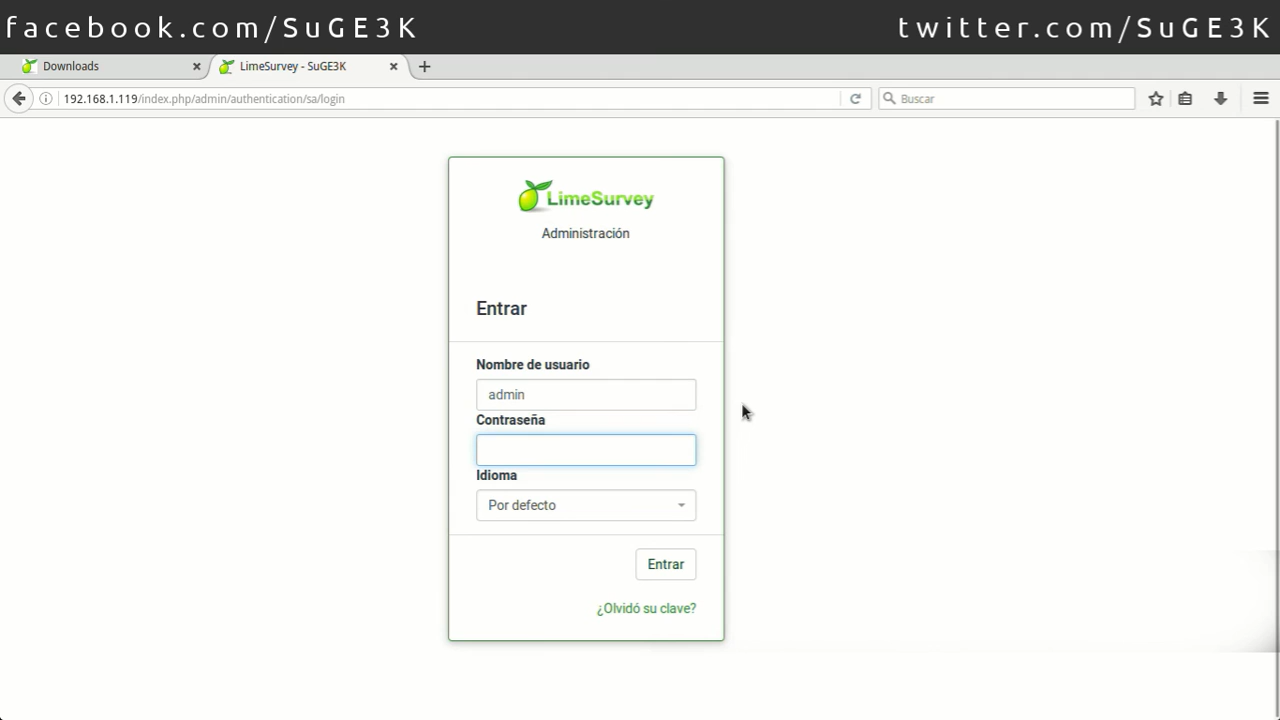 facebook.com/SuGE3K
twitter.com/SuGE3K
Downloads
LimeSurvey - SuGE3K
192.168.1.119/index.php/admin/authentication/sa/login
Buscar
LimeSurvey
Administración
Entrar
Nombre de usuario
admin
Contraseña
Idioma
Por defecto
Entrar
¿Olvidó su clave?